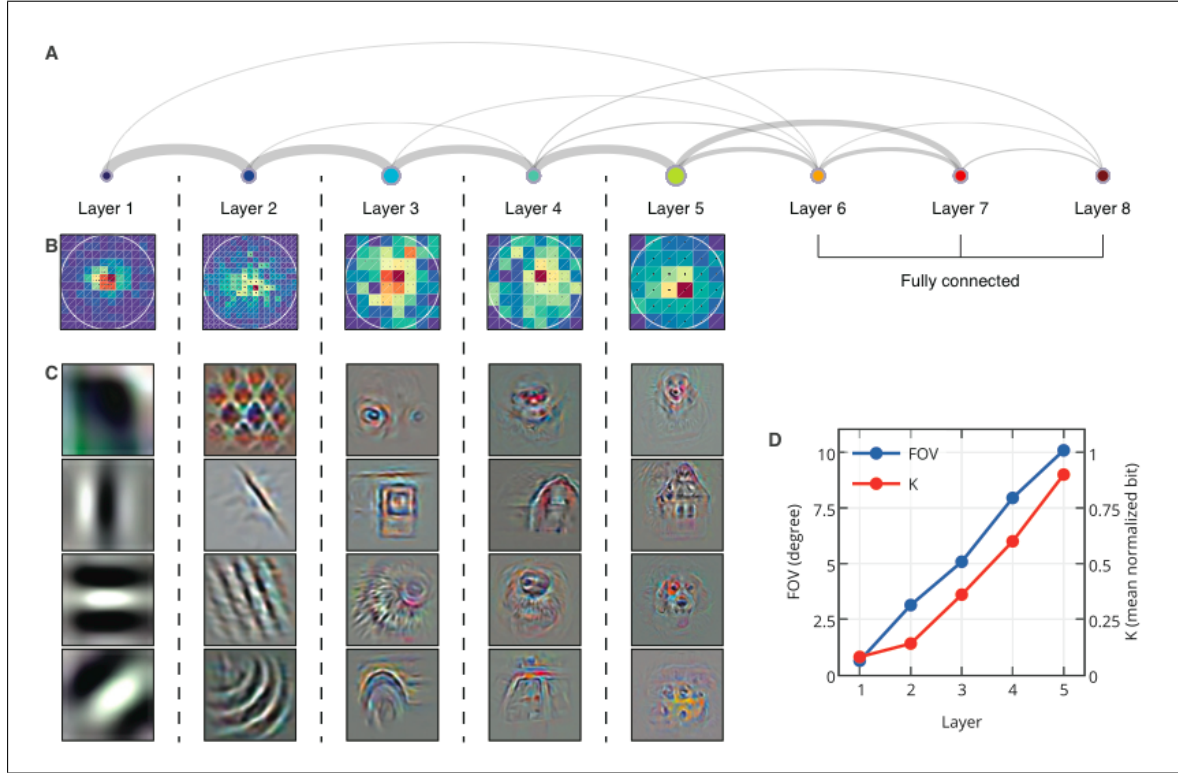 A
Layer 1 Layer 2 Layer 3 Layer 4 Layer 5 Layer 6 Layer 7 Layer 8
B
Fully connected
C
D
FOV
K
FOV (degree)
10
7.5
5
2.5
0
K (mean normalized bit)
1
0.75
0.5
0.25
0
1 2 3 4 5
Layer